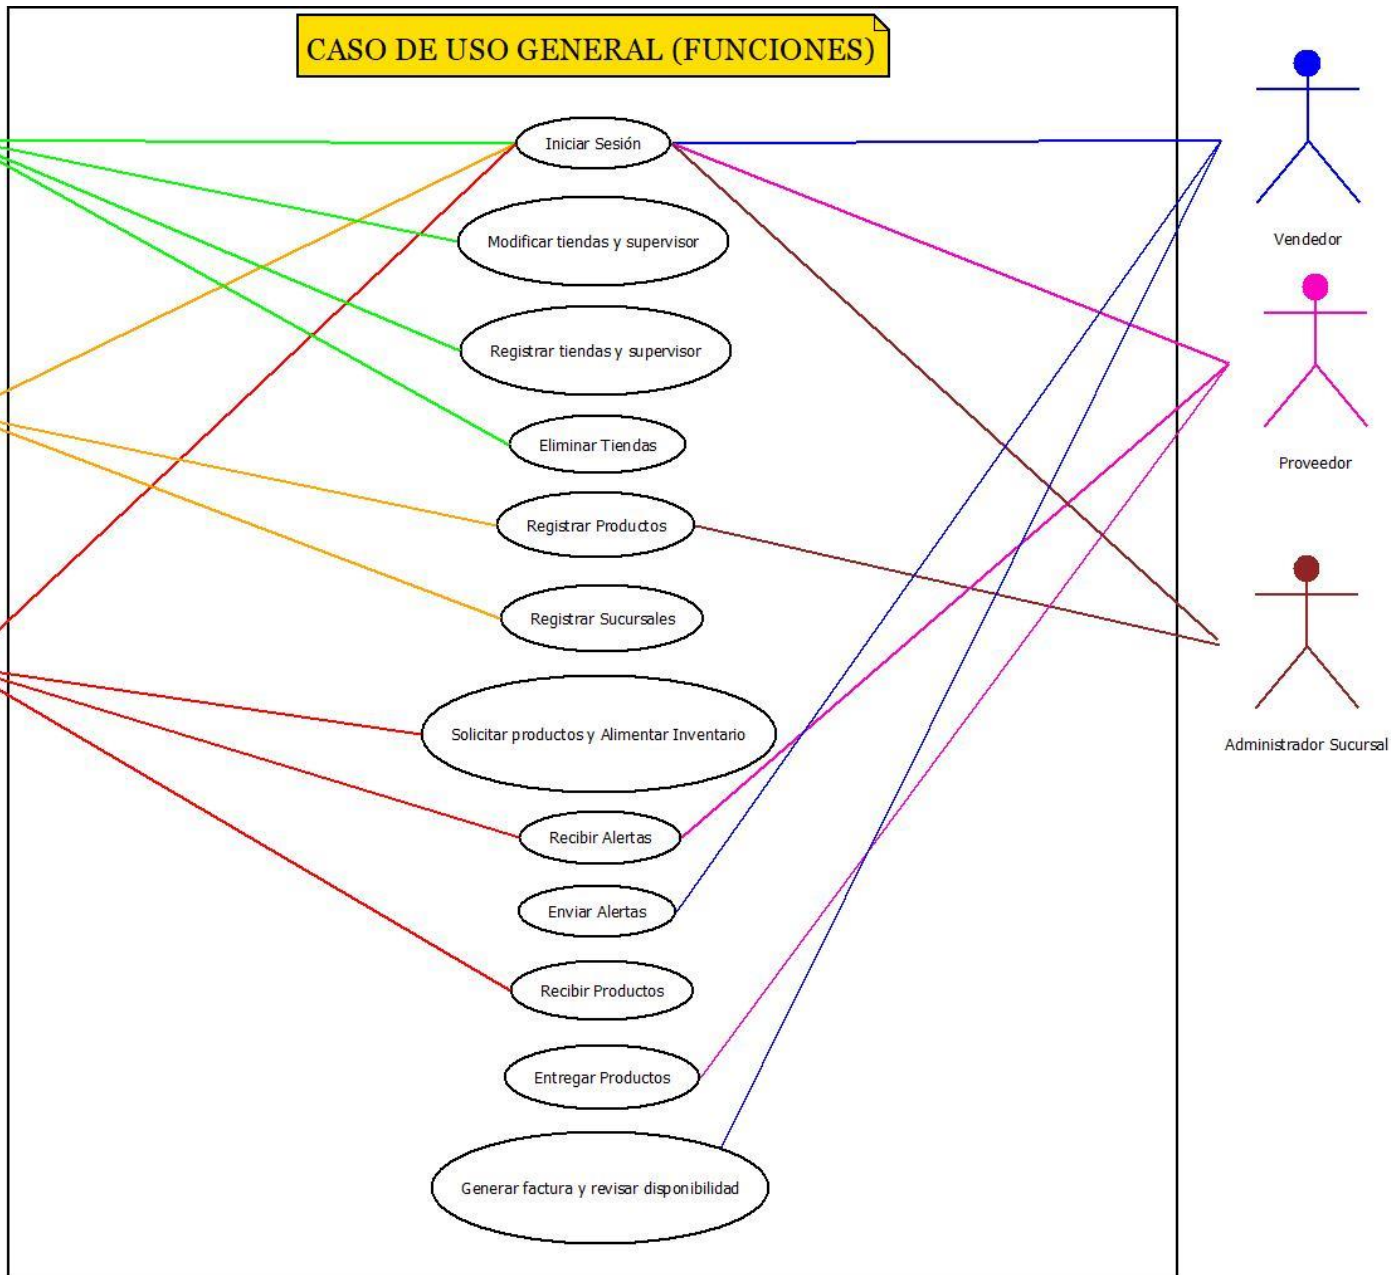 CASO DE USO GENERAL (FUNCIONES)
Iniciar Sesión
Modificar tiendas y supervisor
Registrar tiendas y supervisor
Eliminar Tiendas
Registrar Productos
Registrar Sucursales
Solicitar productos y Alimentar Inventario
Recibir Alertas
Enviar Alertas
Recibir Productos
Entregar Productos
Generar factura y revisar disponibilidad
Vendedor
Proveedor
Administrador Sucursal